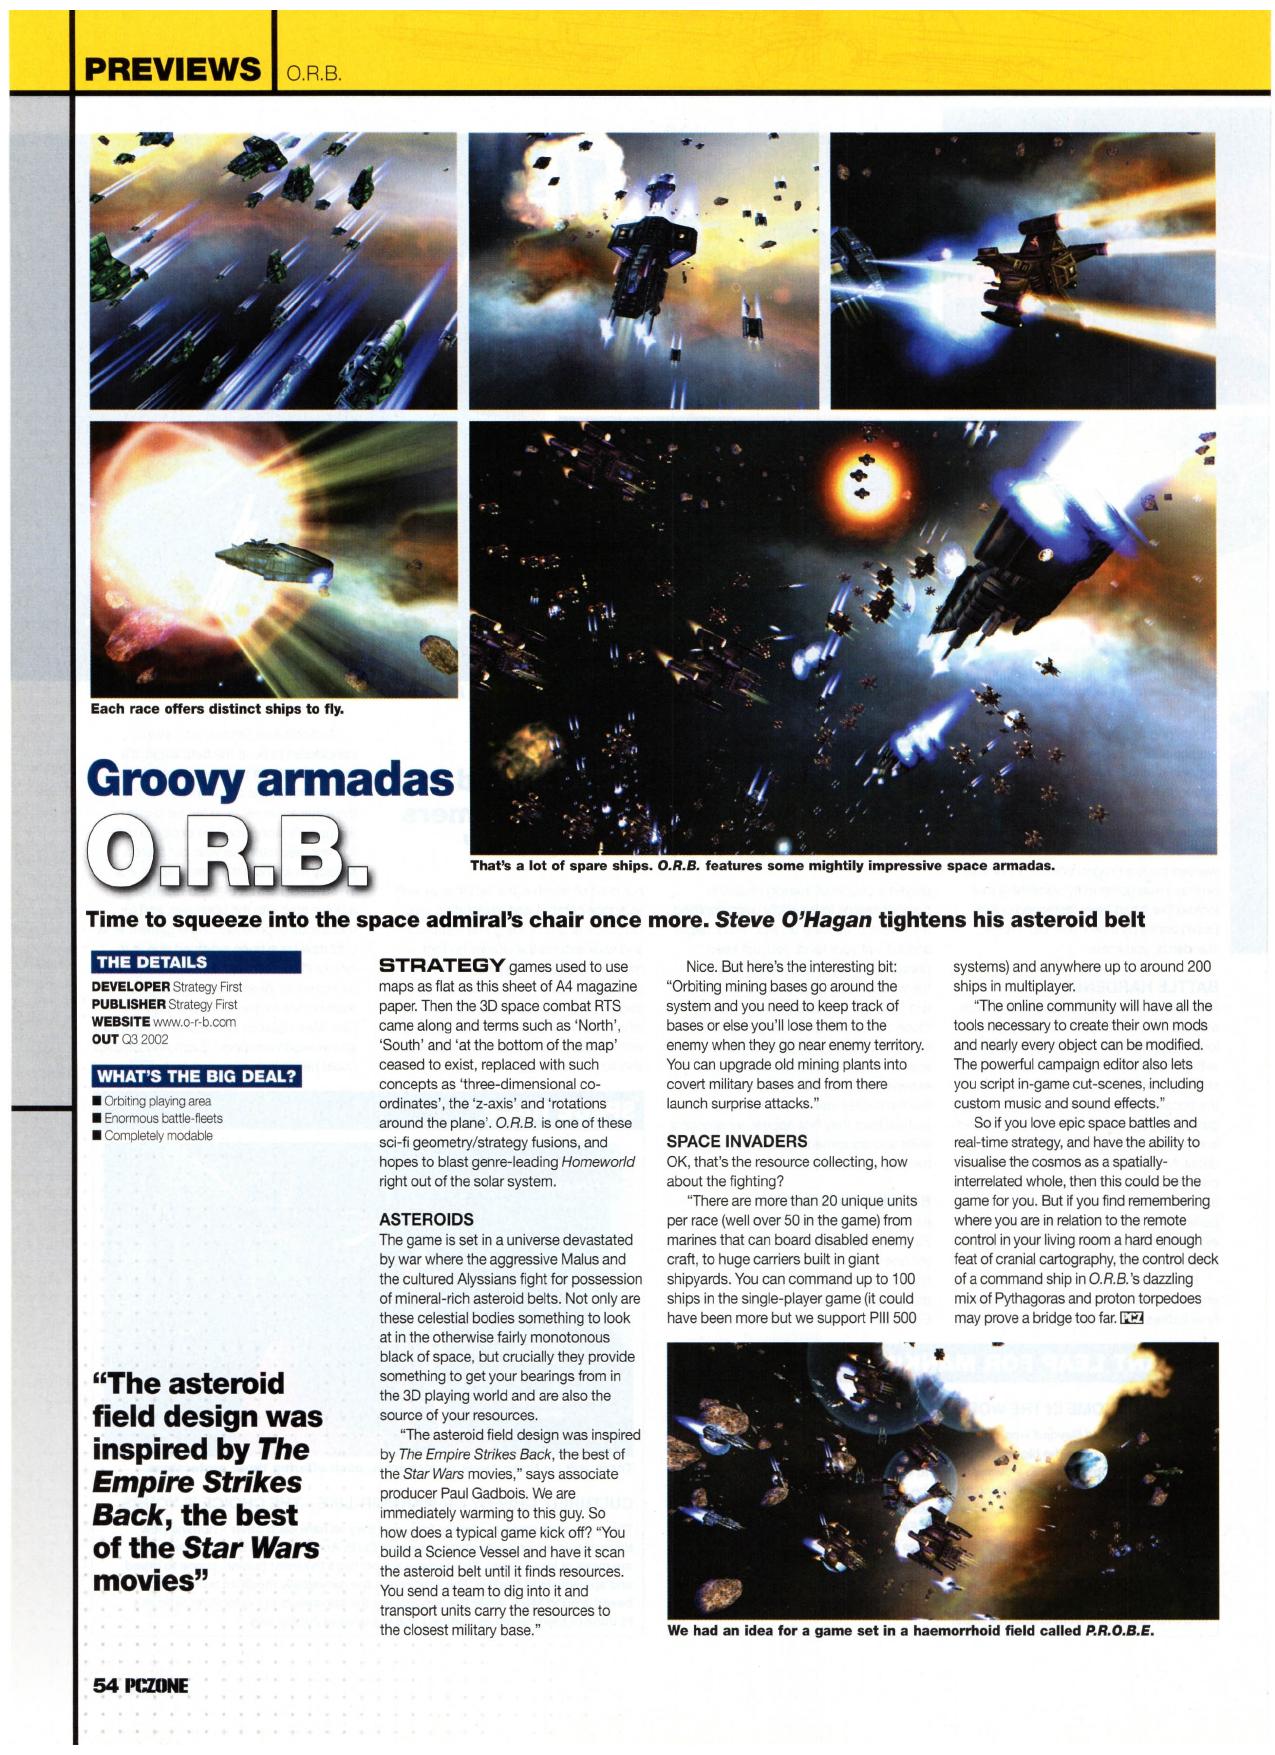 PREVIEWS O.R.B.
Each race offers distinct ships to fly.
That's a lot of spare ships. O.R.B. features some mightily impressive space armadas.
Groovy armadas
O.R.B.
Time to squeeze into the space admiral's chair once more. Steve O'Hagan tightens his asteroid belt
THE DETAILS
DEVELOPER Strategy First
PUBLISHER Strategy First
WEBSITE www.o-r-b.com
OUT Q3 2002
WHAT'S THE BIG DEAL?
■ Orbiting playing area
■ Enormous battle-fleets
■ Completely modable
"The asteroid
field design was
inspired by The
Empire Strikes
Back, the best
of the Star Wars
movies"
STRATEGY games used to use
maps as flat as this sheet of A4 magazine
paper. Then the 3D space combat RTS
came along and terms such as 'North',
'South' and 'at the bottom of the map'
ceased to exist, replaced with such
concepts as 'three-dimensional co-
ordinates', the 'z-axis' and 'rotations
around the plane'. O.R.B. is one of these
sci-fi geometry/strategy fusions, and
hopes to blast genre-leading Homeworld
right out of the solar system.
ASTEROIDS
The game is set in a universe devastated
by war where the aggressive Malus and
the cultured Alyssians fight for possession
of mineral-rich asteroid belts. Not only are
these celestial bodies something to look
at in the otherwise fairly monotonous
black of space, but crucially they provide
something to get your bearings from in
the 3D playing world and are also the
source of your resources.
"The asteroid field design was inspired
by The Empire Strikes Back, the best of
the Star Wars movies," says associate
producer Paul Gadbois. We are
immediately warming to this guy. So
how does a typical game kick off? "You
build a Science Vessel and have it scan
the asteroid belt until it finds resources.
You send a team to dig into it and
transport units carry the resources to
the closest military base."
Nice. But here's the interesting bit:
"Orbiting mining bases go around the
system and you need to keep track of
bases or else you'll lose them to the
enemy when they go near enemy territory.
You can upgrade old mining plants into
covert military bases and from there
launch surprise attacks."
SPACE INVADERS
OK, that's the resource collecting, how
about the fighting?
"There are more than 20 unique units
per race (well over 50 in the game) from
marines that can board disabled enemy
craft, to huge carriers built in giant
shipyards. You can command up to 100
ships in the single-player game (it could
have been more but we support PIII 500
systems) and anywhere up to around 200
ships in multiplayer.
"The online community will have all the
tools necessary to create their own mods
and nearly every object can be modified.
The powerful campaign editor also lets
you script in-game cut-scenes, including
custom music and sound effects."
So if you love epic space battles and
real-time strategy, and have the ability to
visualise the cosmos as a spatially-
interrelated whole, then this could be the
game for you. But if you find remembering
where you are in relation to the remote
control in your living room a hard enough
feat of cranial cartography, the control deck
of a command ship in O.R.B.'s dazzling
mix of Pythagoras and proton torpedoes
may prove a bridge too far. PCZ
We had an idea for a game set in a haemorrhoid field called P.R.O.B.E.
54 PCZONE